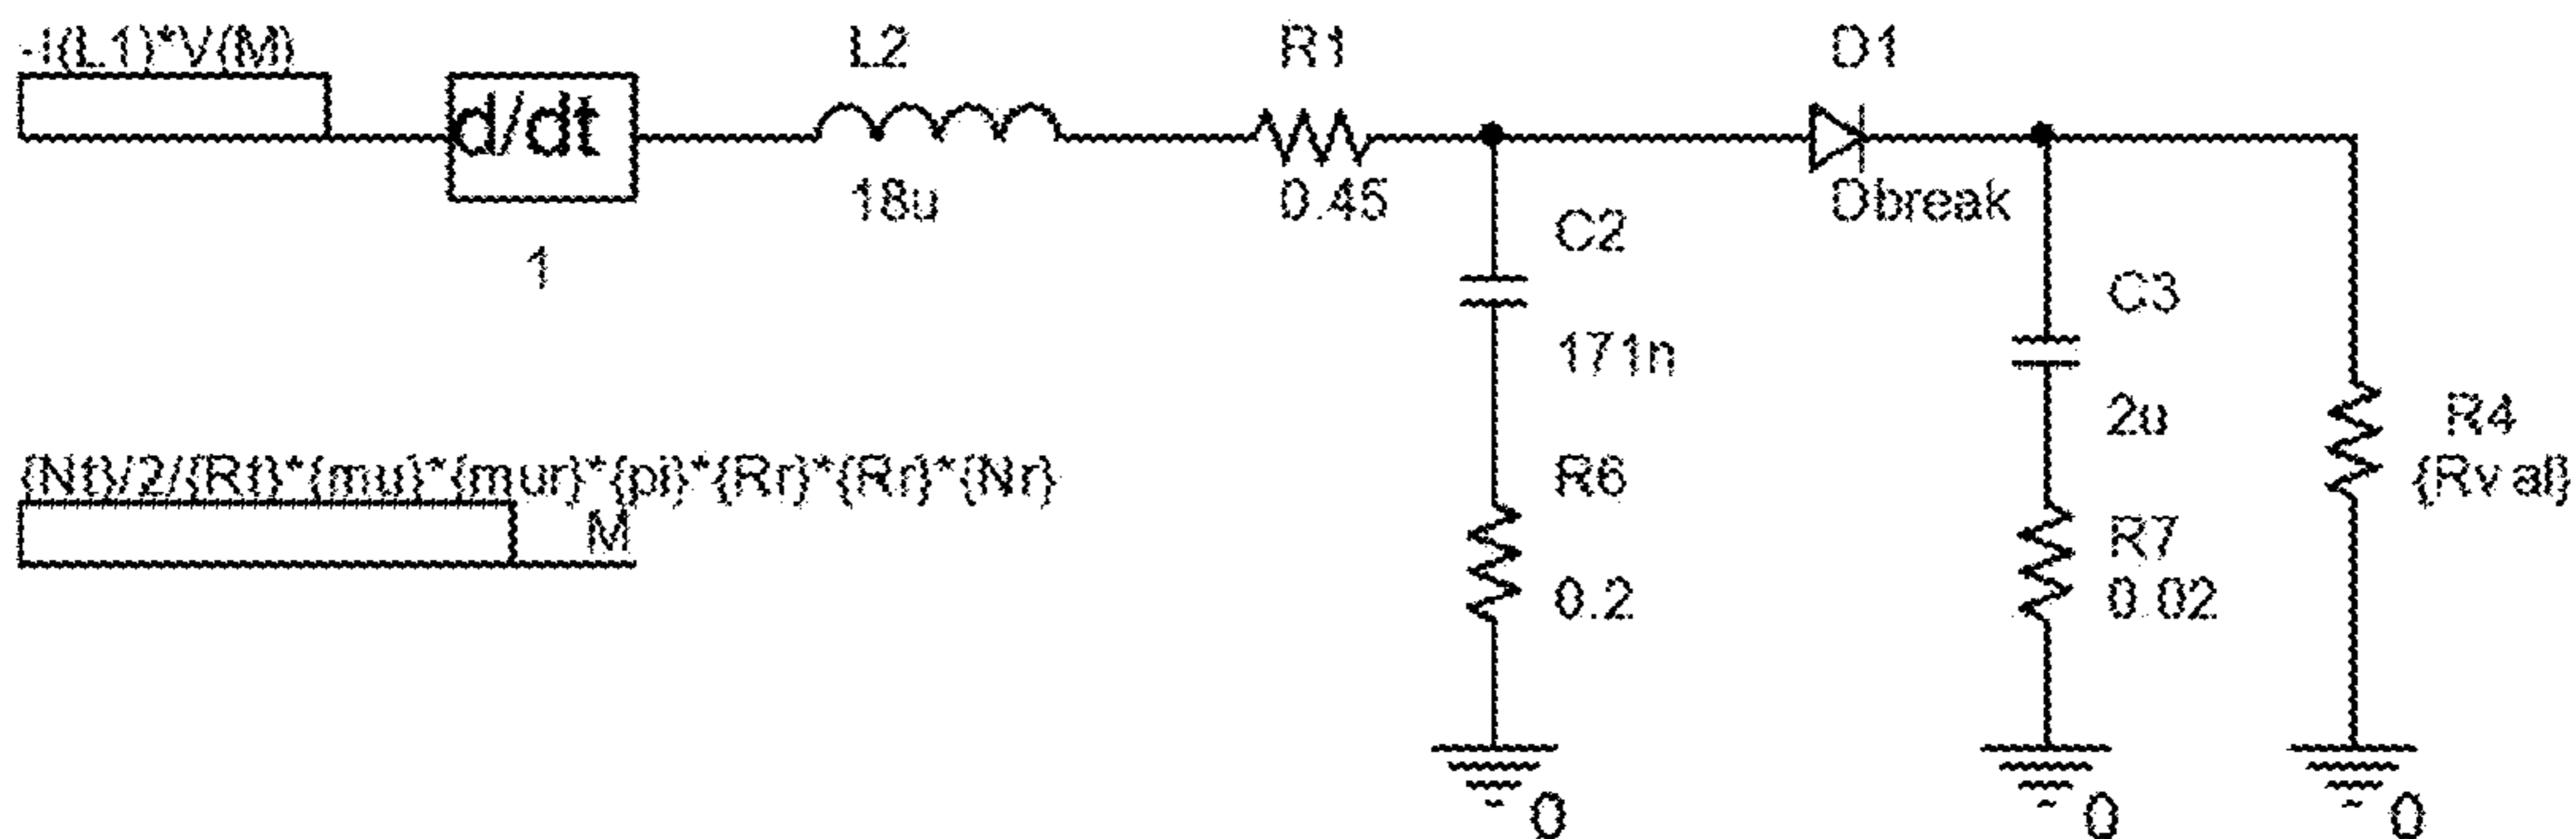 -I(L1)*V(M)
d/dt
1
L2
18u
R1
0.45
D1
Dbreak
C2
171n
R6
0.2
0
C3
2u
R7
0.02
0
R4
{Rval}
0
{Nt}/2/{Rt}*{mu}*{mur}*{pi}*{Rr}*{Rr}*{Nr}
M